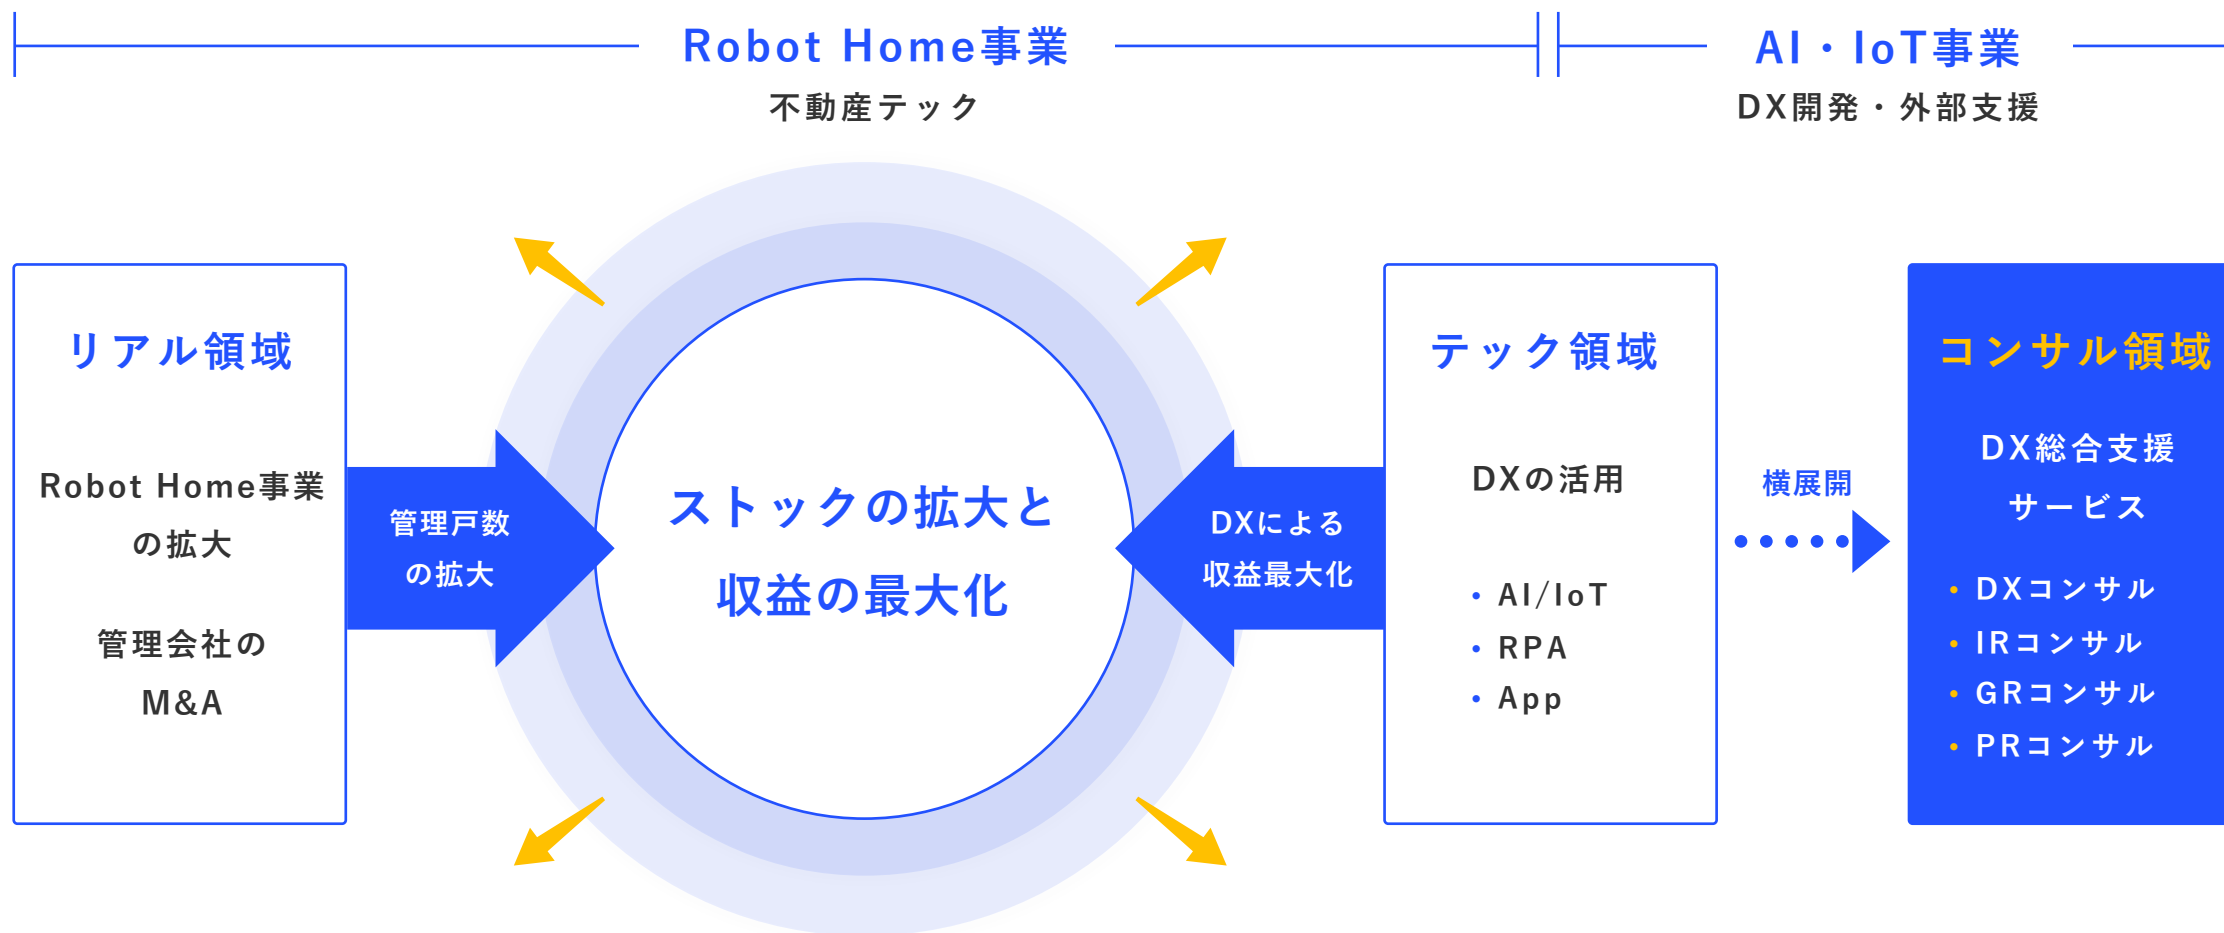 Robot Home事業
不動産テック
AI・IoT事業
DX開発・外部支援
リアル領域
Robot Home事業
の拡大
管理会社の
M&A
管理戸数
の拡大
ストックの拡大と
収益の最大化
DXによる
収益最大化
テック領域
DXの活用
・AI/IoT
・RPA
・App
横展開
コンサル領域
DX総合支援
サービス
・DXコンサル
・IRコンサル
・GRコンサル
・PRコンサル